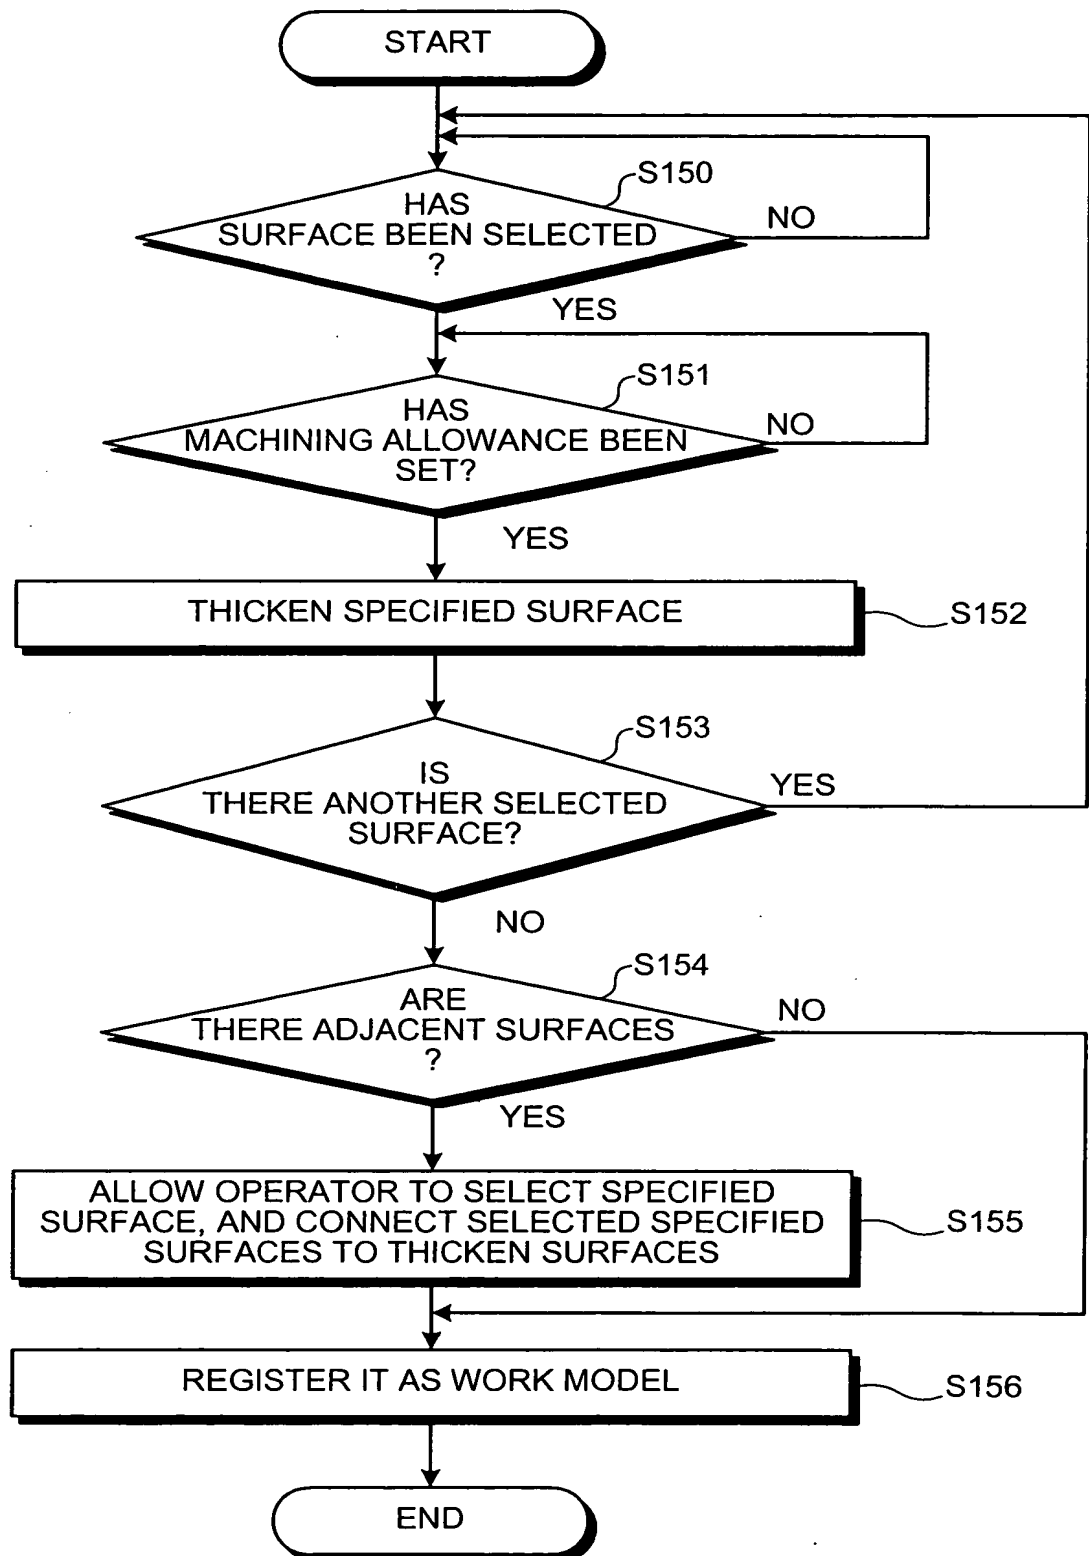 START
S150
HAS
SURFACE BEEN SELECTED
?
NO
YES
S151
HAS
MACHINING ALLOWANCE BEEN
SET?
NO
YES
THICKEN SPECIFIED SURFACE
S152
S153
IS
THERE ANOTHER SELECTED
SURFACE?
YES
NO
S154
ARE
THERE ADJACENT SURFACES
?
NO
YES
ALLOW OPERATOR TO SELECT SPECIFIED
SURFACE, AND CONNECT SELECTED SPECIFIED
SURFACES TO THICKEN SURFACES
S155
REGISTER IT AS WORK MODEL
S156
END